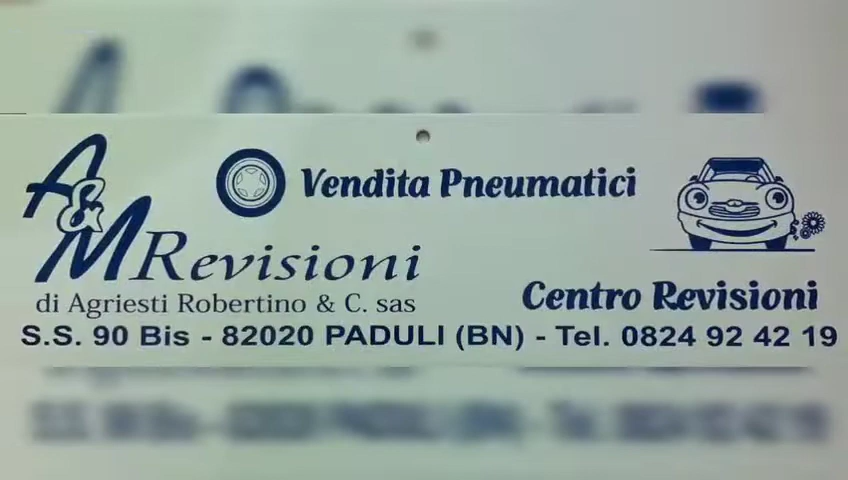 A&M Revisioni
Vendita Pneumatici
di Agriesti Robertino & C. sas
Centro Revisioni
S.S. 90 Bis - 82020 PADULI (BN) - Tel. 0824 92 42 19